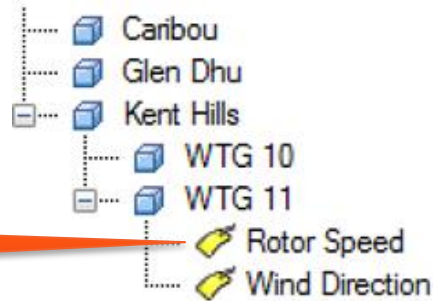 Caribou
Glen Dhu
Kent Hills
WTG 10
WTG 11
Rotor Speed
Wind Direction